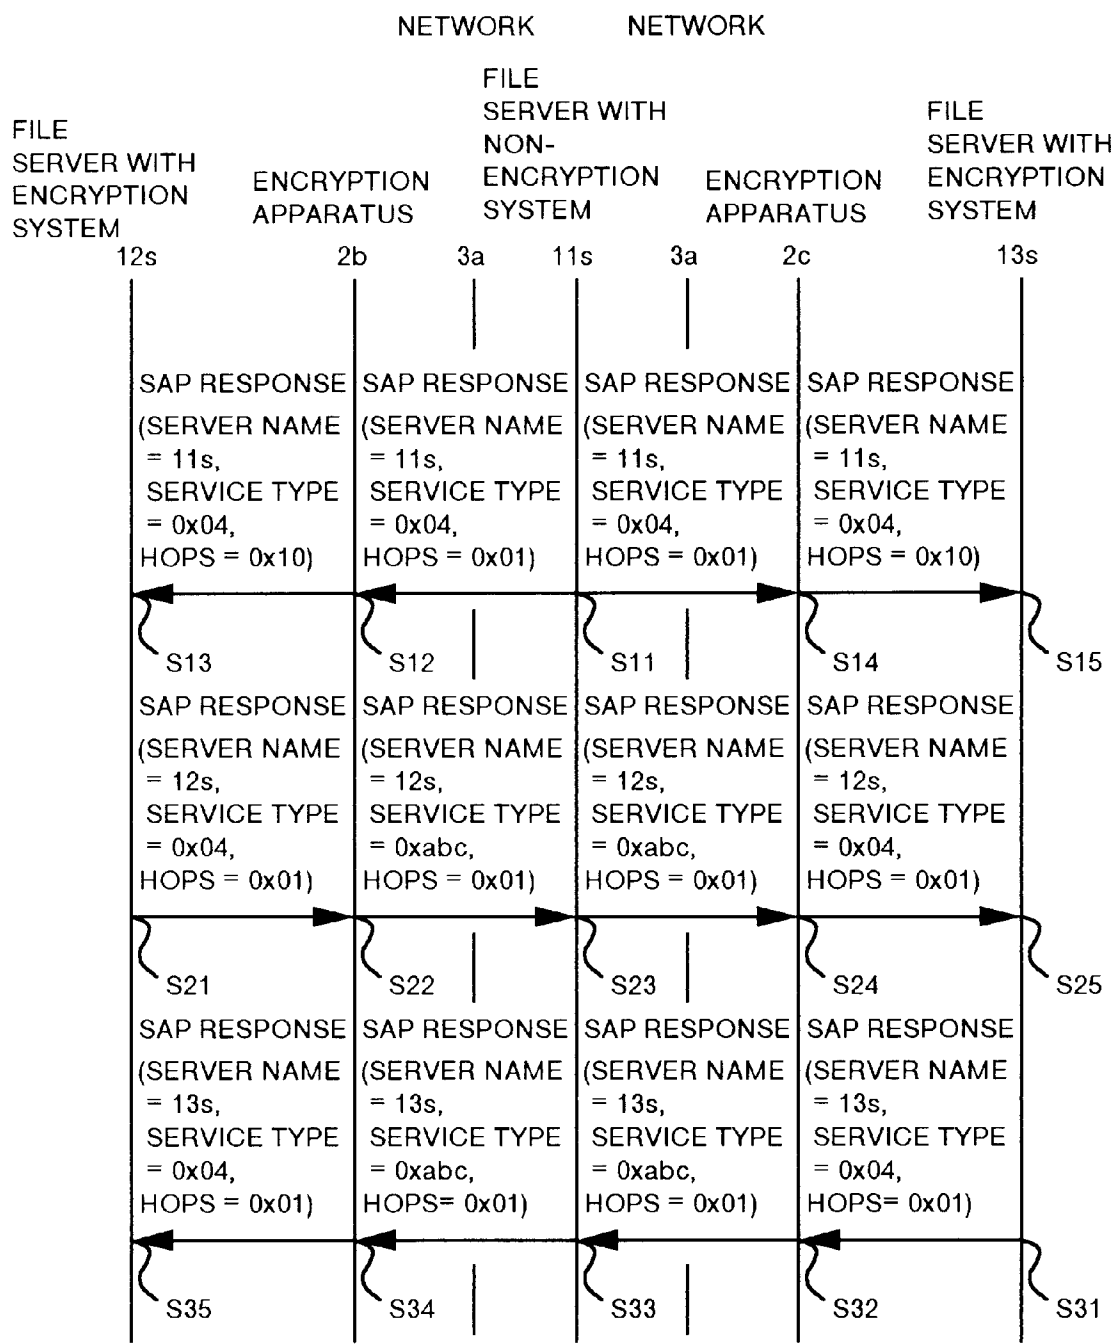 NETWORK NETWORK
FILE
SERVER WITH
ENCRYPTION
SYSTEM
ENCRYPTION
APPARATUS
FILE
SERVER WITH
NON-
ENCRYPTION
SYSTEM
ENCRYPTION
APPARATUS
FILE
SERVER WITH
ENCRYPTION
SYSTEM
12s 2b 3a 11s 3a 2c 13s
SAP RESPONSE
(SERVER NAME
= 11s,
SERVICE TYPE
= 0x04,
HOPS = 0x10)
SAP RESPONSE
(SERVER NAME
= 11s,
SERVICE TYPE
= 0x04,
HOPS = 0x01)
SAP RESPONSE
(SERVER NAME
= 11s,
SERVICE TYPE
= 0x04,
HOPS = 0x01)
SAP RESPONSE
(SERVER NAME
= 11s,
SERVICE TYPE
= 0x04,
HOPS = 0x10)
S13 S12 S11 S14 S15
SAP RESPONSE
(SERVER NAME
= 12s,
SERVICE TYPE
= 0x04,
HOPS = 0x01)
SAP RESPONSE
(SERVER NAME
= 12s,
SERVICE TYPE
= 0xabc,
HOPS = 0x01)
SAP RESPONSE
(SERVER NAME
= 12s,
SERVICE TYPE
= 0xabc,
HOPS = 0x01)
SAP RESPONSE
(SERVER NAME
= 12s,
SERVICE TYPE
= 0x04,
HOPS = 0x01)
S21 S22 S23 S24 S25
SAP RESPONSE
(SERVER NAME
= 13s,
SERVICE TYPE
= 0x04,
HOPS = 0x01)
SAP RESPONSE
(SERVER NAME
= 13s,
SERVICE TYPE
= 0xabc,
HOPS= 0x01)
SAP RESPONSE
(SERVER NAME
= 13s,
SERVICE TYPE
= 0xabc,
HOPS = 0x01)
SAP RESPONSE
(SERVER NAME
= 13s,
SERVICE TYPE
= 0x04,
HOPS= 0x01)
S35 S34 S33 S32 S31